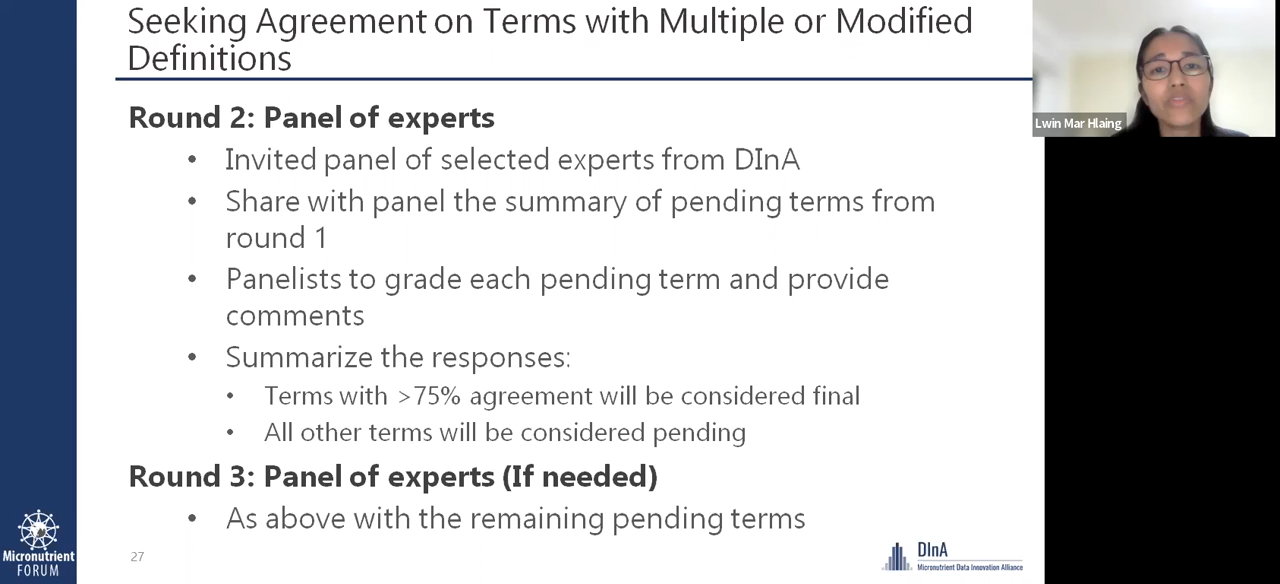 Seeking Agreement on Terms with Multiple or Modified
Definitions
Lwin Mar Hlaing
Round 2: Panel of experts
• Invited panel of selected experts from DInA
• Share with panel the summary of pending terms from
round 1
• Panelists to grade each pending term and provide
comments
• Summarize the responses:
• Terms with >75% agreement will be considered final
• All other terms will be considered pending
Round 3: Panel of experts (If needed)
• As above with the remaining pending terms
Micronutrient
FORUM
27
DInA
Micronutrient Data Innovation Alliance